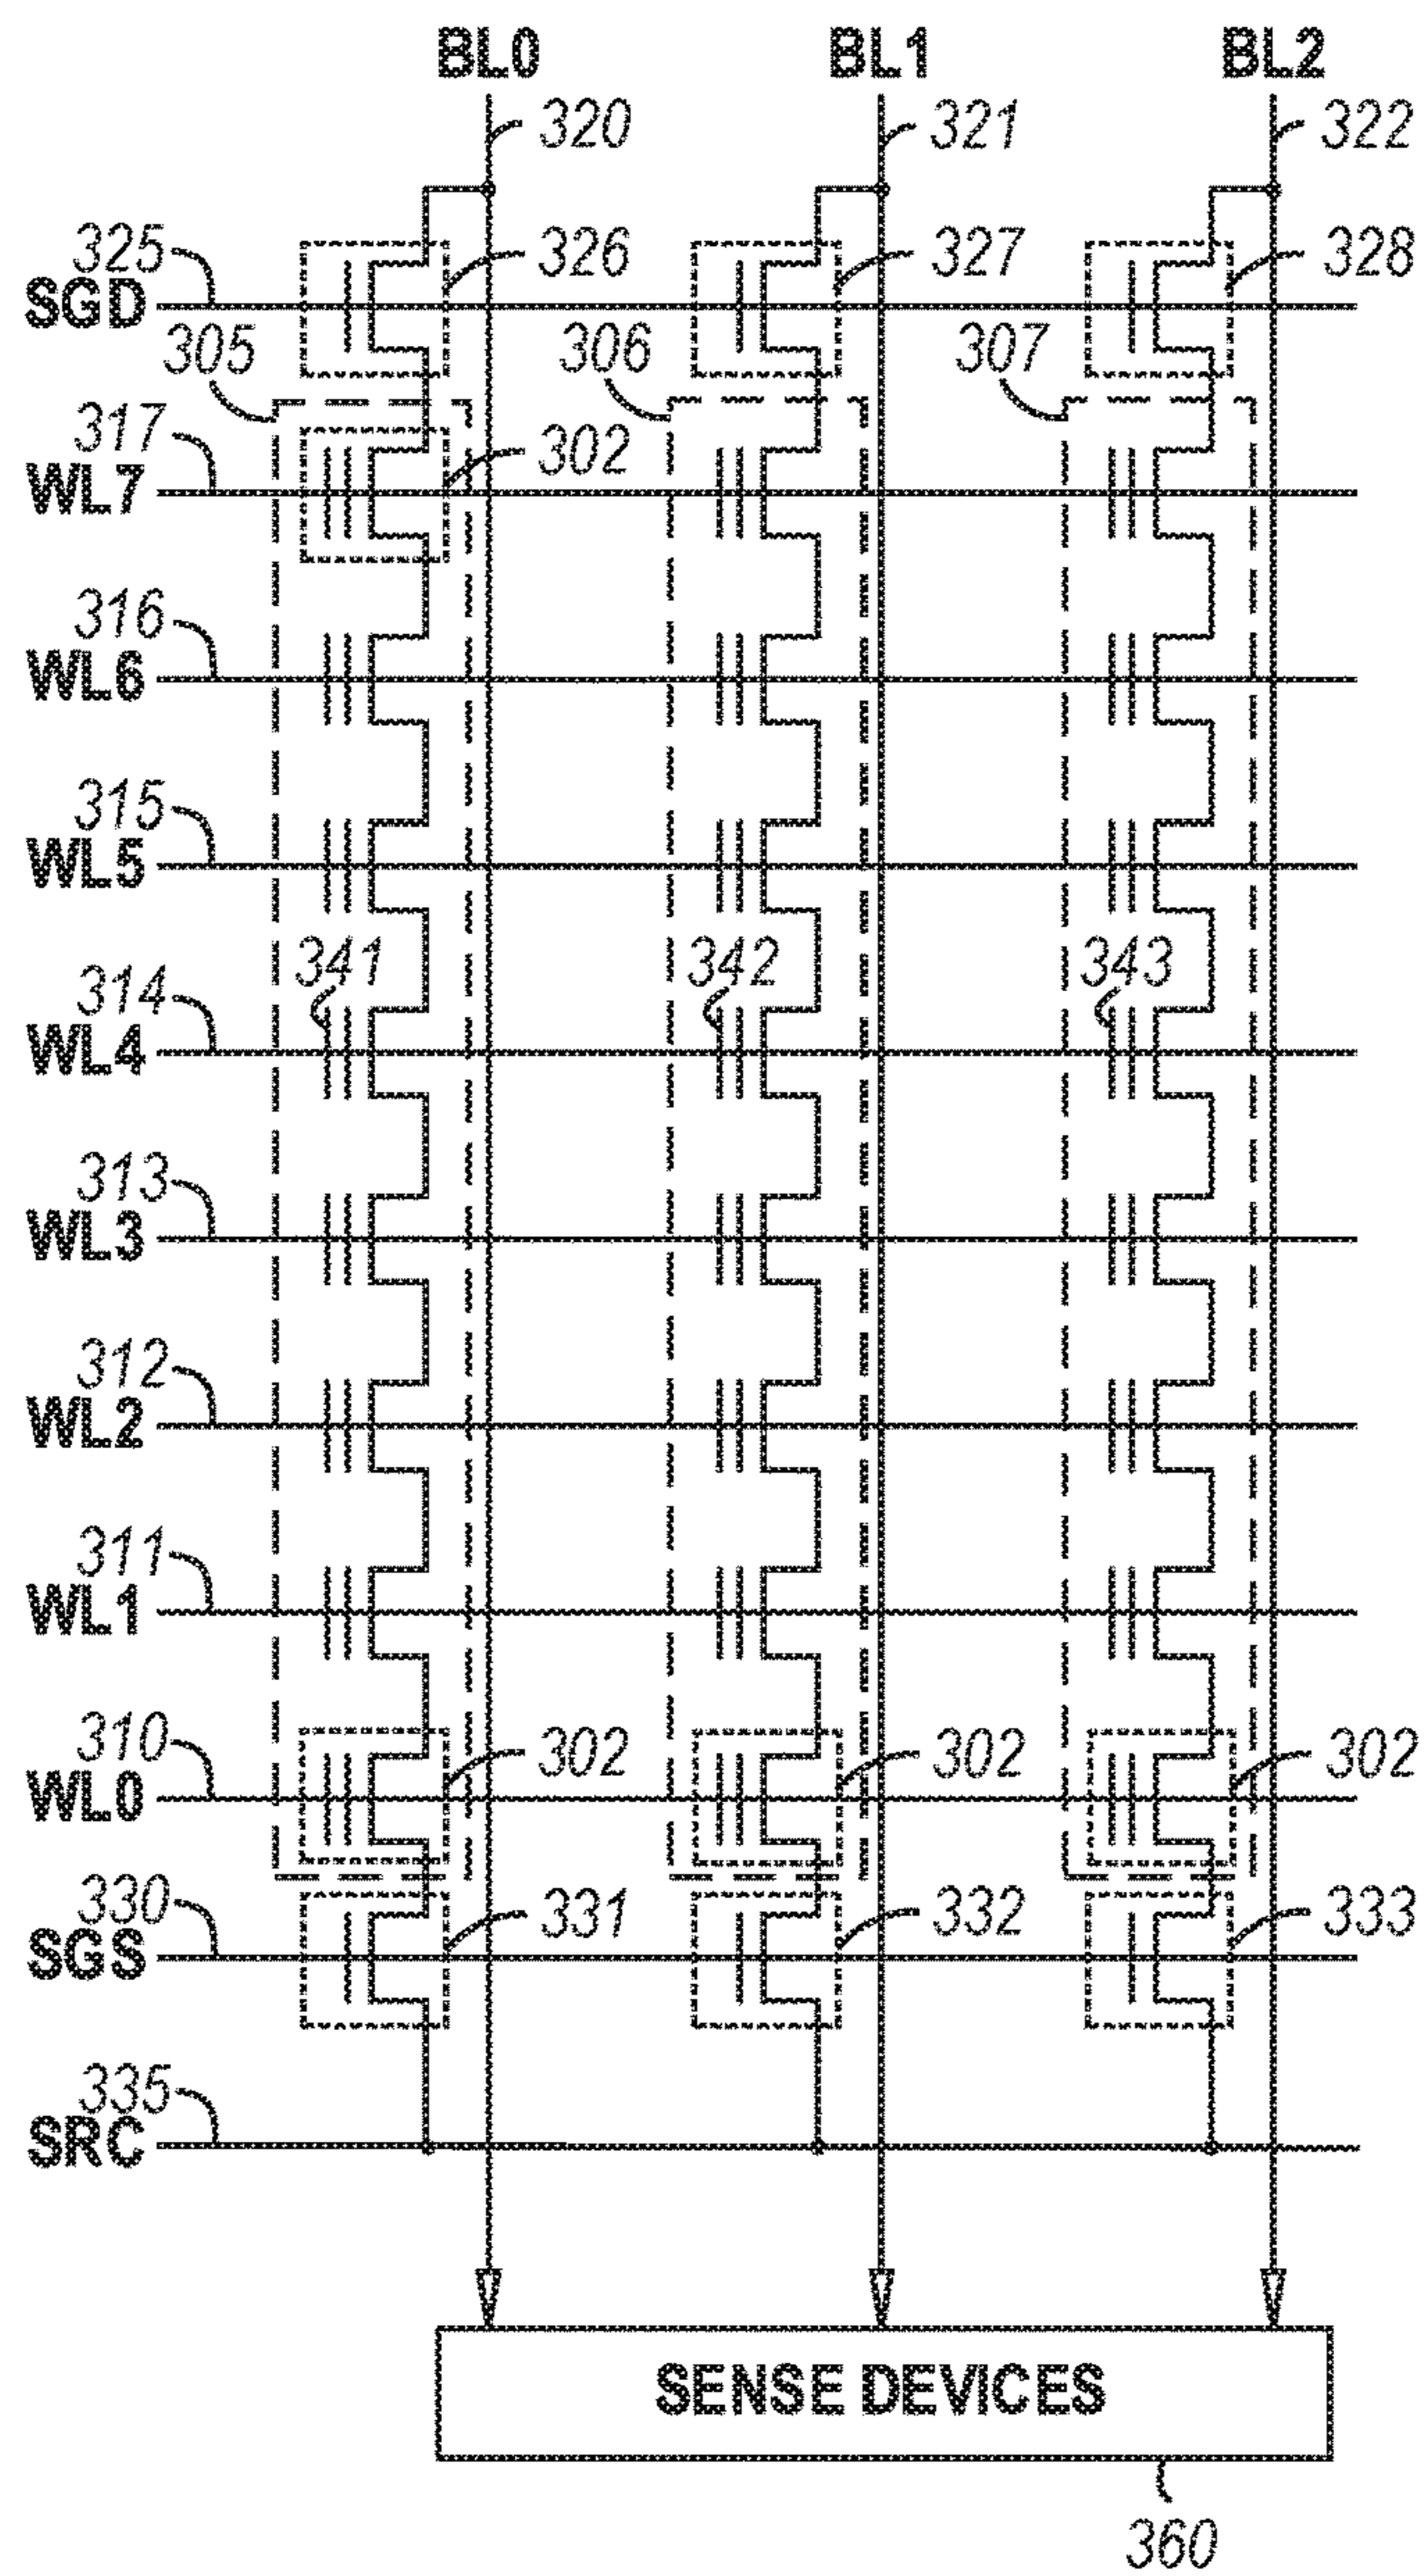 BL0 BL1 BL2
320 321 322
325 326 327 328
SGD
305 306 307
317 302
WL7
316
WL6
315
WL5
341 342 343
314
WL4
313
WL3
312
WL2
311
WL1
310 302 302 302
WL0
330 331 332 333
SGS
335
SRC
SENSE DEVICES
360